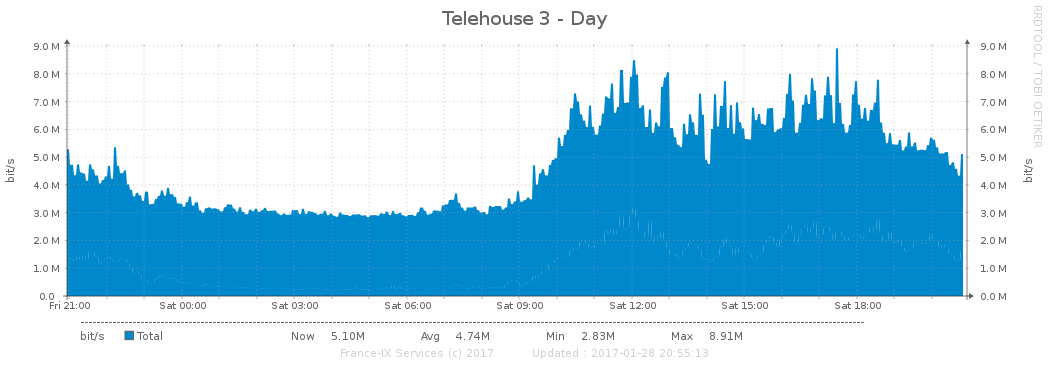 Telehouse 3 - Day
RRDTOOL / TOBI OETIKER
9.0 M 9.0 M
8.0 M 8.0 M
7.0 M 7.0 M
6.0 M 6.0 M
5.0 M 5.0 M
bit/s bit/s
4.0 M 4.0 M
3.0 M 3.0 M
2.0 M 2.0 M
1.0 M 1.0 M
0.0 0.0 M
Fri 21:00 Sat 00:00 Sat 03:00 Sat 06:00 Sat 09:00 Sat 12:00 Sat 15:00 Sat 18:00
bit/s Total Now 5.10M Avg 4.74M Min 2.83M Max 8.91M
France-IX Services (c) 2017 Updated : 2017-01-28 20:55:13